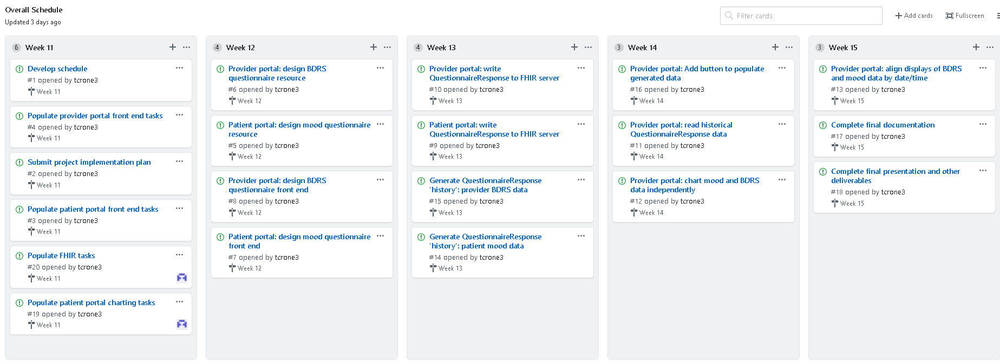 Overall Schedule
Updated 3 days ago
Filter cards
Add cards
Fullscreen
6 Week 11
Develop schedule
#1 opened by tcrone3
Week 11
Populate provider portal front end tasks
#4 opened by tcrone3
Week 11
Submit project implementation plan
#2 opened by tcrone3
Week 11
Populate patient portal front end tasks
#3 opened by tcrone3
Week 11
Populate FHIR tasks
#20 opened by tcrone3
Week 11
Populate patient portal charting tasks
#19 opened by tcrone3
Week 11
4 Week 12
Provider portal: design BDRS
questionnaire resource
#6 opened by tcrone3
Week 12
Patient portal: design mood questionnaire
resource
#5 opened by tcrone3
Week 12
Provider portal: design BDRS
questionnaire front end
#8 opened by tcrone3
Week 12
Patient portal: design mood questionnaire
front end
#7 opened by tcrone3
Week 12
4 Week 13
Provider portal: write
QuestionnaireResponse to FHIR server
#10 opened by tcrone3
Week 13
Patient portal: write
QuestionnaireResponse to FHIR server
#9 opened by tcrone3
Week 13
Generate QuestionnaireResponse
'history': provider BDRS data
#15 opened by tcrone3
Week 13
Generate QuestionnaireResponse
'history': patient mood data
#14 opened by tcrone3
Week 13
3 Week 14
Provider portal: Add button to populate
generated data
#16 opened by tcrone3
Week 14
Provider portal: read historical
QuestionnaireResponse data
#11 opened by tcrone3
Week 14
Provider portal: chart mood and BDRS
data independently
#12 opened by tcrone3
Week 14
3 Week 15
Provider portal: align displays of BDRS
and mood data by date/time
#13 opened by tcrone3
Week 15
Complete final documentation
#17 opened by tcrone3
Week 15
Complete final presentation and other
deliverables
#18 opened by tcrone3
Week 15